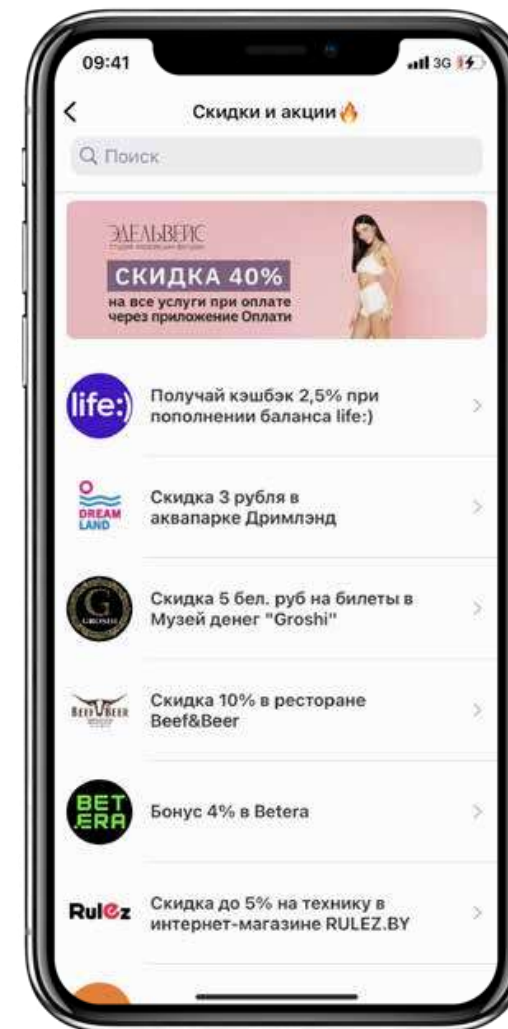 09:41
3G
Скидки и акции
Поиск
ЭДЕЛЬВЕЙС
СКИДКА 40%
на все услуги при оплате
через приложение Оплати
life:)
Получай кэшбэк 2,5% при
пополнении баланса life:)
DREAM
LAND
Скидка 3 рубля в
аквапарке Дримлэнд
G
GROSHI
Скидка 5 бел. руб на билеты в
Музей денег "Groshi"
BEEF BEER
Скидка 10% в ресторане
Beef&Beer
BET
ERA
Бонус 4% в Betera
Rulez
Скидка до 5% на технику в
интернет-магазине RULEZ.BY